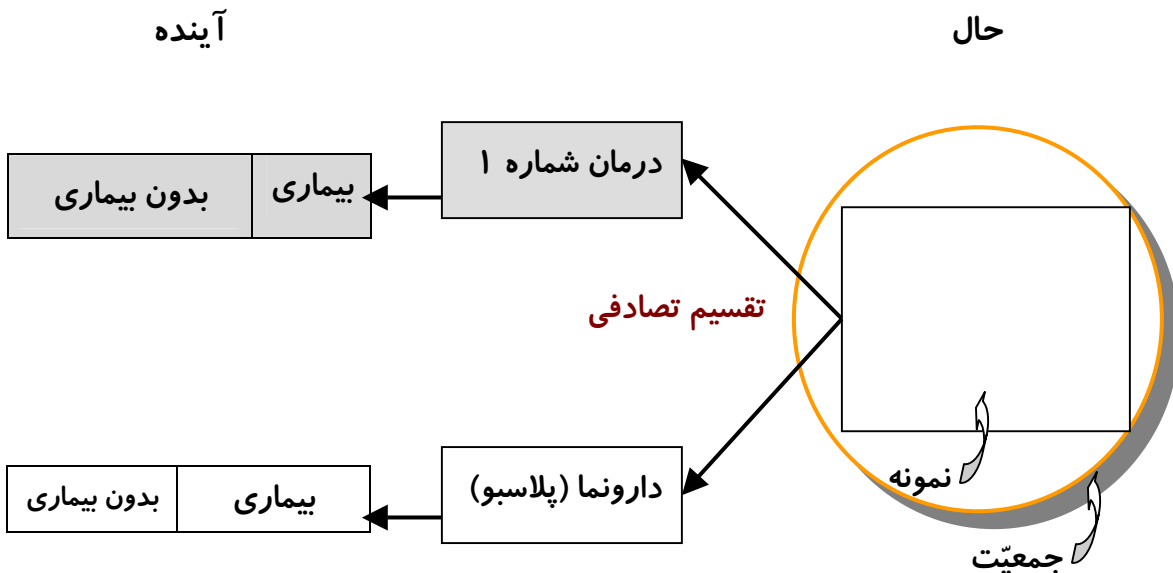 حال
آینده
درمان شماره ۱
بیماری
بدون بیماری
تقسیم تصادفی
نمونه
جمعیّت
دارونما (پلاسبو)
بیماری
بدون بیماری